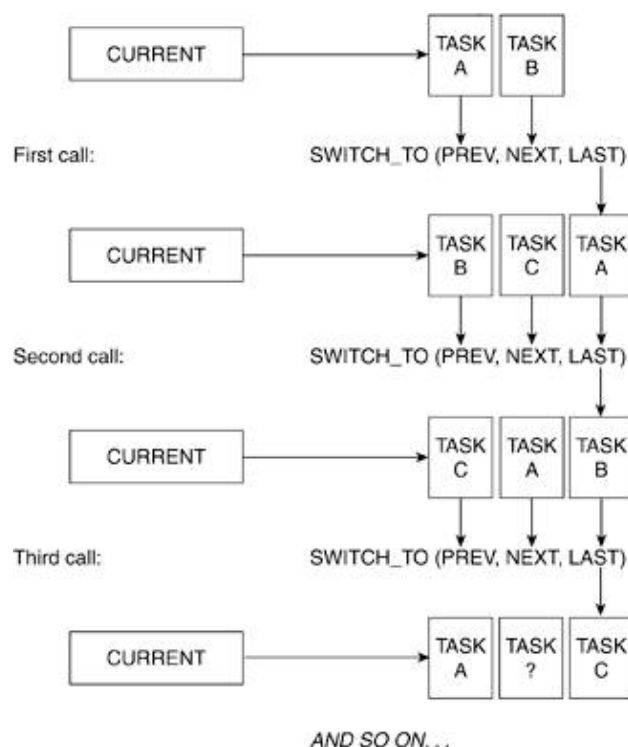 CURRENT
TASK A
TASK B
First call:
SWITCH_TO (PREV, NEXT, LAST)
CURRENT
TASK B
TASK C
TASK A
Second call:
SWITCH_TO (PREV, NEXT, LAST)
CURRENT
TASK C
TASK A
TASK B
Third call:
SWITCH_TO (PREV, NEXT, LAST)
CURRENT
TASK A
TASK ?
TASK C
AND SO ON. . .